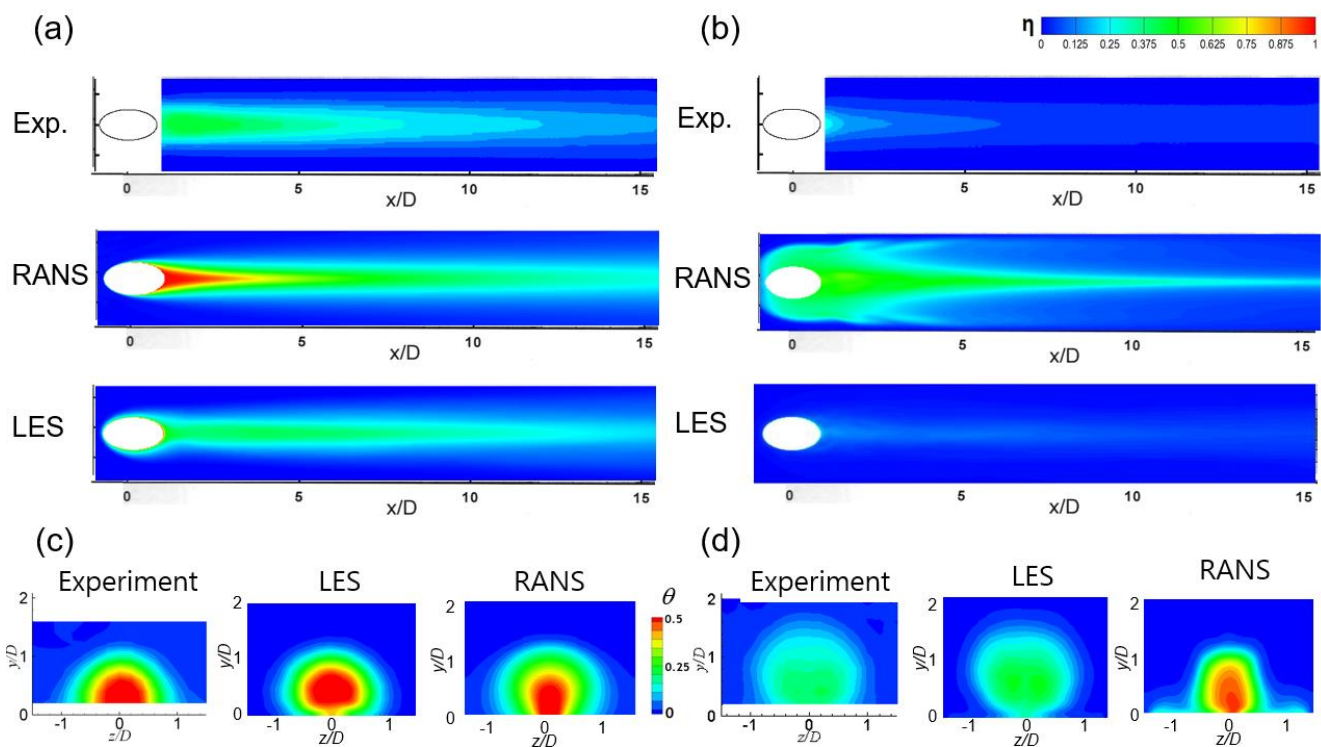 (a)
(b)
η
0 0.125 0.25 0.375 0.5 0.625 0.75 0.875 1
Exp.
0 5 10 15
x/D
Exp.
0 5 10 15
x/D
RANS
0 5 10 15
x/D
RANS
0 5 10 15
x/D
LES
0 5 10 15
x/D
LES
0 5 10 15
x/D
(c)
(d)
Experiment LES RANS
θ
0.5
0.25
0
2
1
0
y/D
-1 0 1
z/D
2
1
0
y/D
-1 0 1
z/D
2
1
0
y/D
-1 0 1
z/D
Experiment LES RANS
2
1
0
y/D
-1 0 1
z/D
2
1
0
y/D
-1 0 1
z/D
2
1
0
y/D
-1 0 1
z/D